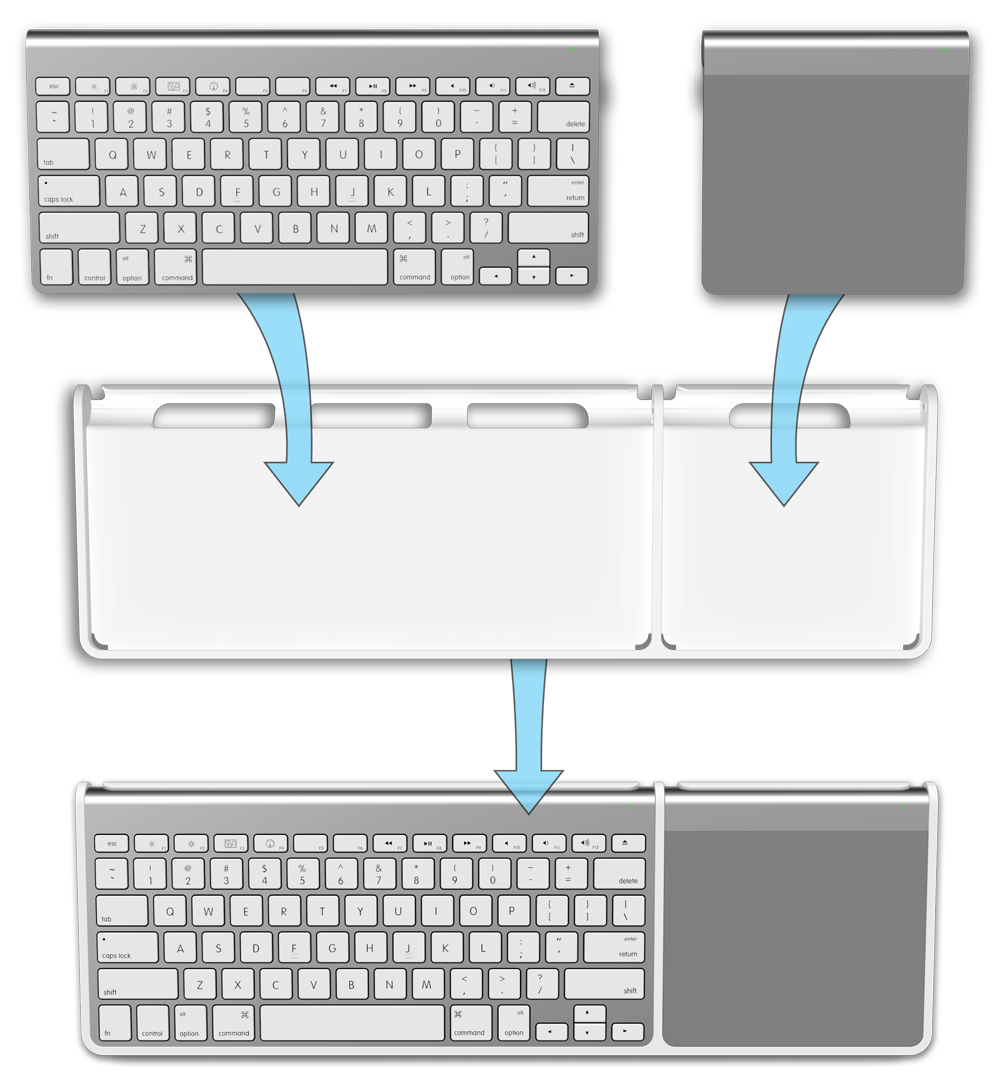 esc F1 F2 F3 F4 F5 F6 F7 F8 F9 F10 F11 F12
~ ! @ # $ % ^ & * ( ) – +
` 1 2 3 4 5 6 7 8 9 0 - = delete
{ } |
tab Q W E R T Y U I O P [ ] \
: " enter
caps lock A S D F G H J K L ; ' return
< > ?
shift Z X C V B N M , . / shift
alt ⌘ ⌘ alt
fn control option command command option
esc F1 F2 F3 F4 F5 F6 F7 F8 F9 F10 F11 F12
~ ! @ # $ % ^ & * ( ) – +
` 1 2 3 4 5 6 7 8 9 0 - = delete
{ } |
tab Q W E R T Y U I O P [ ] \
: " enter
caps lock A S D F G H J K L ; ' return
< > ?
shift Z X C V B N M , . / shift
alt ⌘ ⌘ alt
fn control option command command option